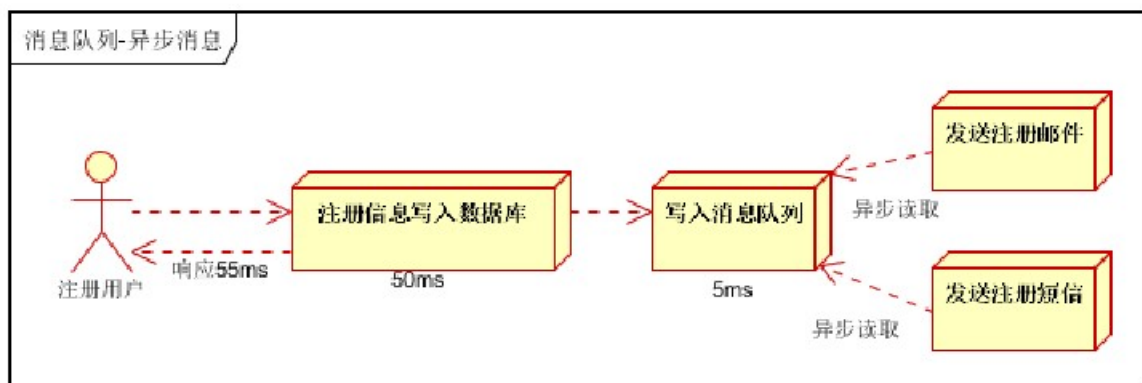 消息队列-异步消息
发送注册邮件
注册信息写入数据库
写入消息队列
异步读取
响应55ms
50ms
5ms
注册用户
发送注册短信
异步读取